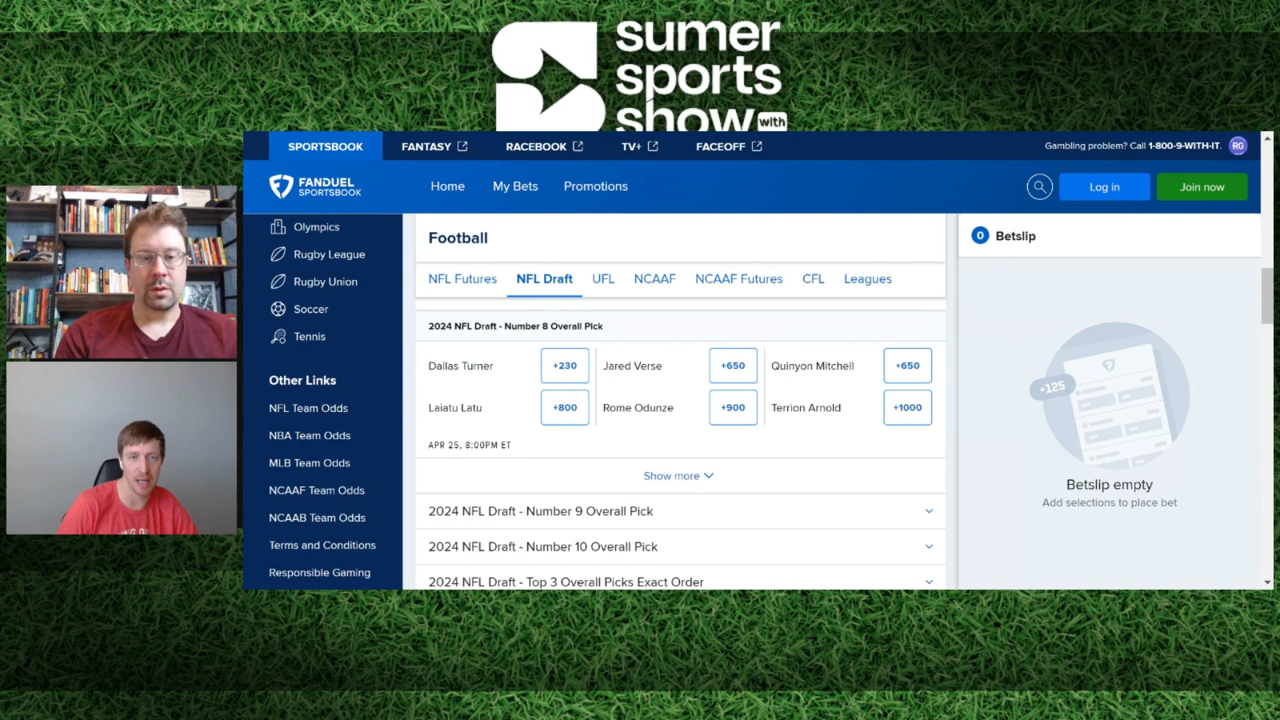 sumer
sports
show with
SPORTSBOOK FANTASY RACEBOOK TV+ FACEOFF Gambling problem? Call 1-800-9-WITH-IT. RG
FANDUEL
SPORTSBOOK
Home My Bets Promotions Log in Join now
Olympics
Rugby League
Rugby Union
Soccer
Tennis
Other Links
NFL Team Odds
NBA Team Odds
MLB Team Odds
NCAAF Team Odds
NCAAB Team Odds
Terms and Conditions
Responsible Gaming
Football
NFL Futures NFL Draft UFL NCAAF NCAAF Futures CFL Leagues
2024 NFL Draft - Number 8 Overall Pick
Dallas Turner +230 Jared Verse +650 Quinyon Mitchell +650
Laiatu Latu +800 Rome Odunze +900 Terrion Arnold +1000
APR 25, 8:00PM ET
Show more
2024 NFL Draft - Number 9 Overall Pick
2024 NFL Draft - Number 10 Overall Pick
2024 NFL Draft - Top 3 Overall Picks Exact Order
0 Betslip
+125
Betslip empty
Add selections to place bet